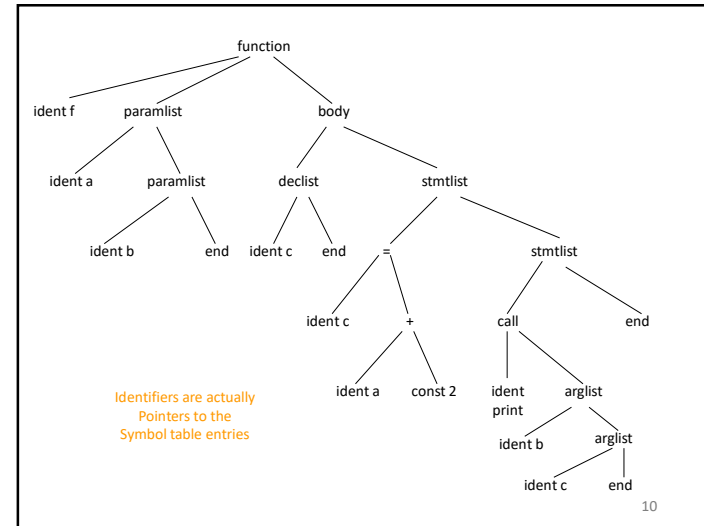 function
ident f paramlist body
ident a paramlist declist stmtlist
ident b end ident c end = stmtlist
ident c + call end
ident a const 2 ident arglist
print
Identifiers are actually
Pointers to the
Symbol table entries
ident b arglist
ident c end
10